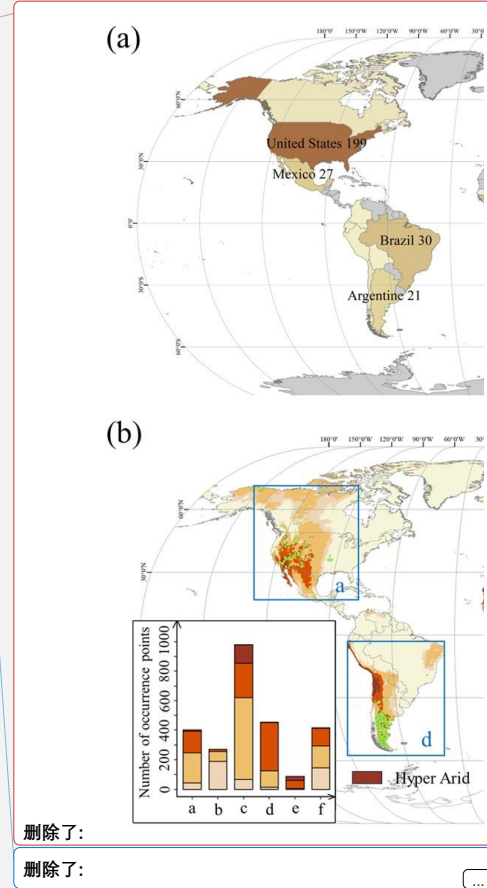 (a)
180°0' 150°0'W 120°0'W 90°0'W 60°0'W
60°0'N
30°0'N
0°0'
30°0'S
60°0'S
United States 199
Mexico 27
Brazil 30
Argentine 21
(b)
180°0' 150°0'W 120°0'W 90°0'W 60°0'W
60°0'N
30°0'N
a
d
Number of occurrence points
0 200 400 600 800 1000
a b c d e f
Hyper Arid
删除了:
删除了:
...